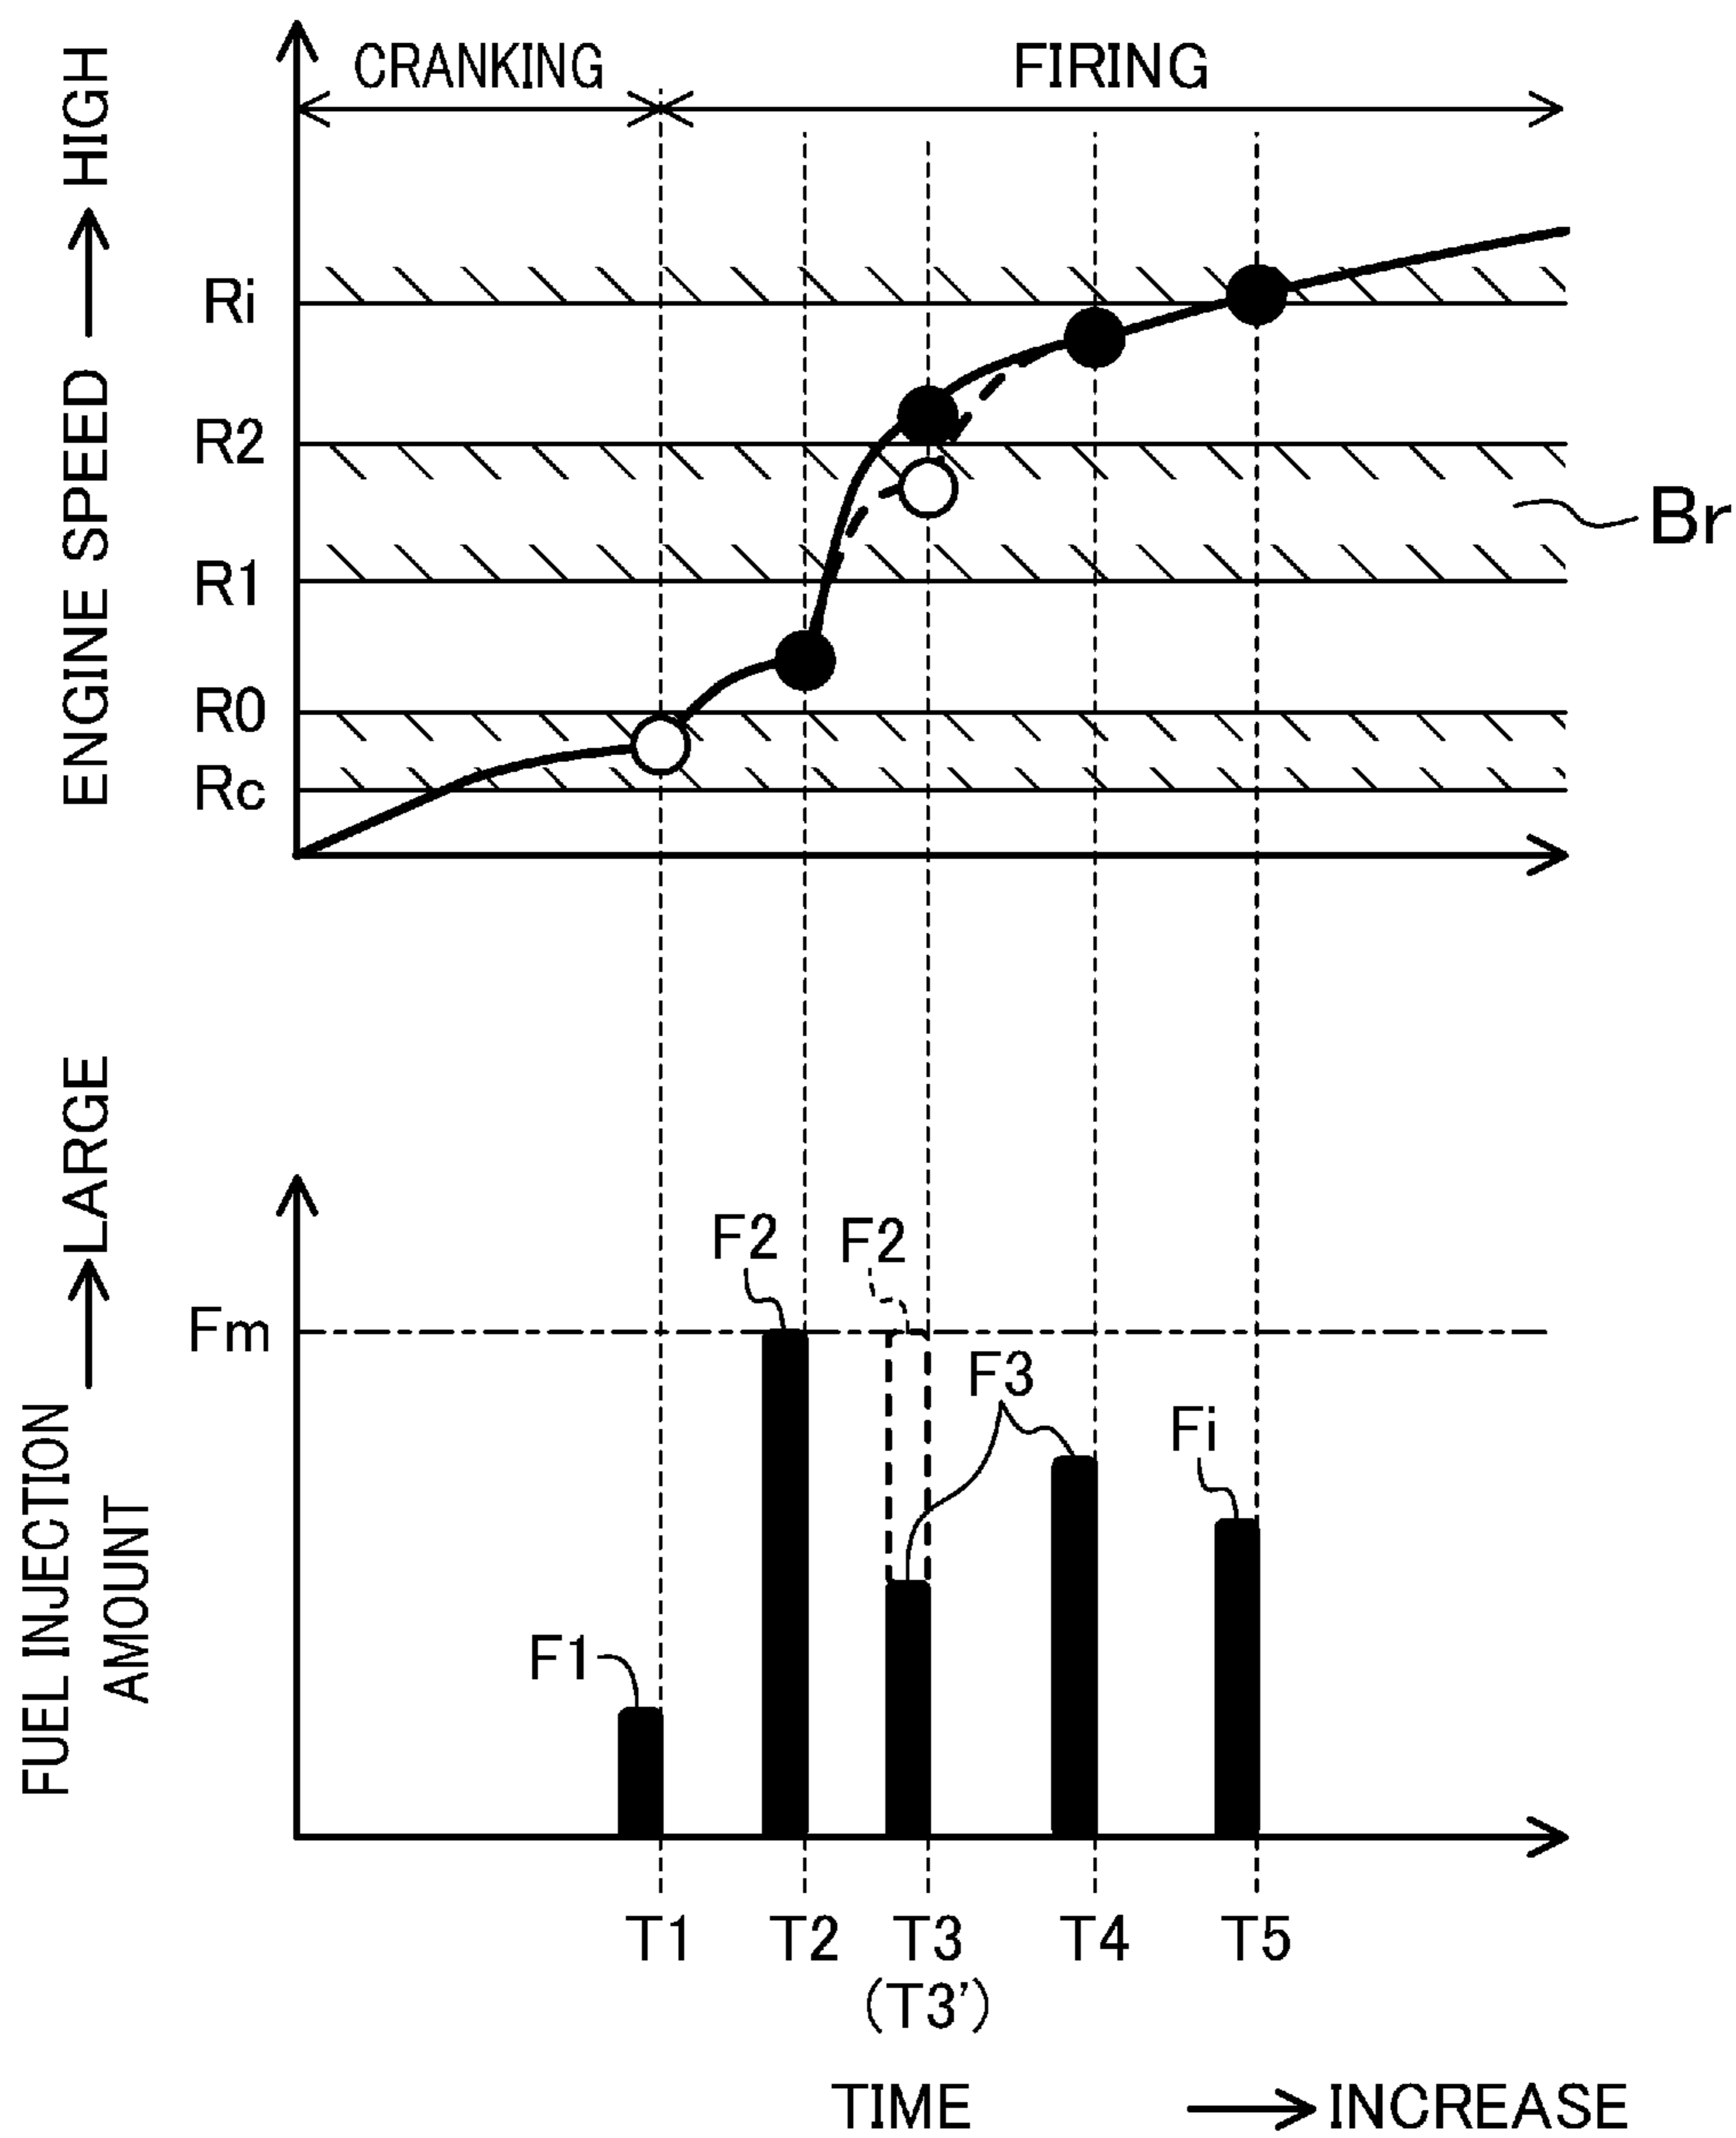 CRANKING
FIRING
ENGINE SPEED
HIGH
Ri
R2
Br
R1
R0
Rc
FUEL INJECTION
AMOUNT
LARGE
F2
F2
Fm
F3
Fi
F1
T1
T2
T3
T4
T5
(T3')
TIME
INCREASE